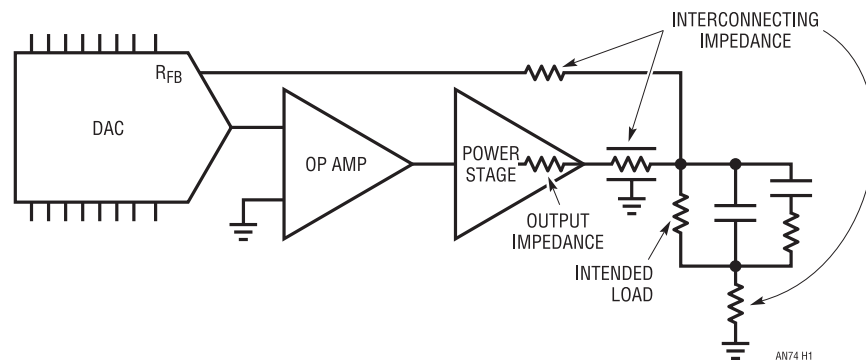 INTERCONNECTING
IMPEDANCE
RFB
DAC
OP AMP
POWER
STAGE
OUTPUT
IMPEDANCE
INTENDED
LOAD
AN74 H1